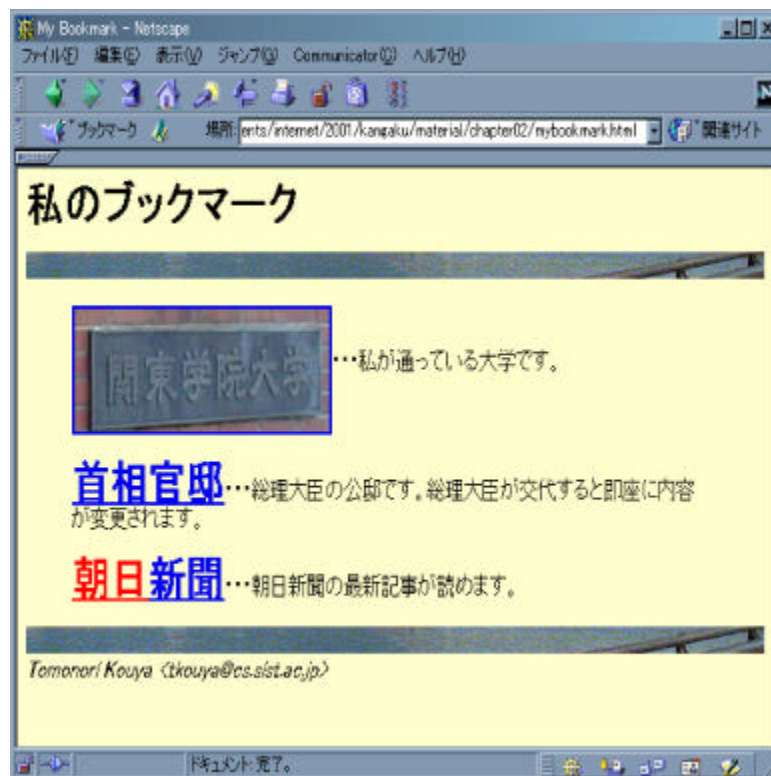 My Bookmark - Netscape
ファイル(F) 編集(E) 表示(V) ジャンプ(G) Communicator(C) ヘルプ(H)
ブックマーク 場所: ents/internet/2001/kangaku/material/chapter02/mybookmark.html 関連サイト
私のブックマーク
関東学院大学
…私が通っている大学です。
首相官邸…総理大臣の公邸です。総理大臣が交代すると即座に内容
が変更されます。
朝日新聞…朝日新聞の最新記事が読めます。
Tomonori Kouya <tkouya@cs.sist.ac.jp>
ドキュメント: 完了。